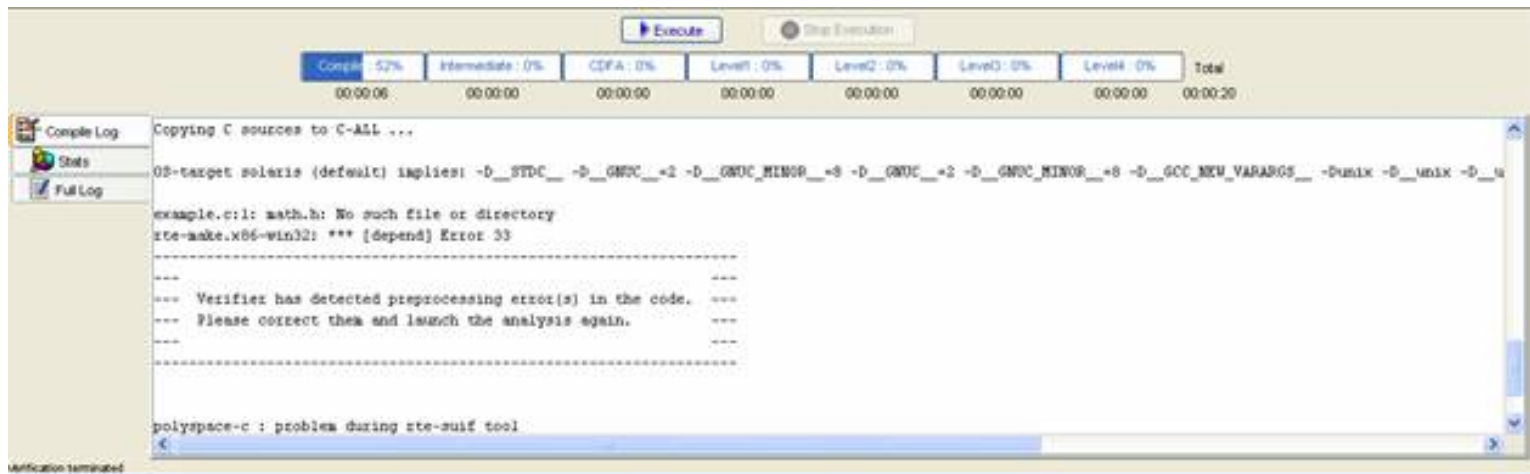 Execute
Stop Execution
Compile : 52% Intermediate : 0% CDFA : 0% Level1 : 0% Level2 : 0% Level3 : 0% Level4 : 0% Total
00:00:06 00:00:00 00:00:00 00:00:00 00:00:00 00:00:00 00:00:00 00:00:20
Compile Log
Stats
Full Log
Copying C sources to C-ALL ...
OS-target solaris (default) implies: -D__STDC__ -D__GNUC__=2 -D__GNUC_MINOR__=8 -D__GNUC__=2 -D__GNUC_MINOR__=8 -D__GCC_NEW_VARARGS__ -Dunix -D__unix -D__u
example.c:1: math.h: No such file or directory
rte-make.x86-win32: *** [depend] Error 33
--------------------------------------------------------------------
--- ---
--- Verifier has detected preprocessing error(s) in the code. ---
--- Please correct them and launch the analysis again. ---
--- ---
--------------------------------------------------------------------
polyspace-c : problem during rte-suif tool
Verification terminated